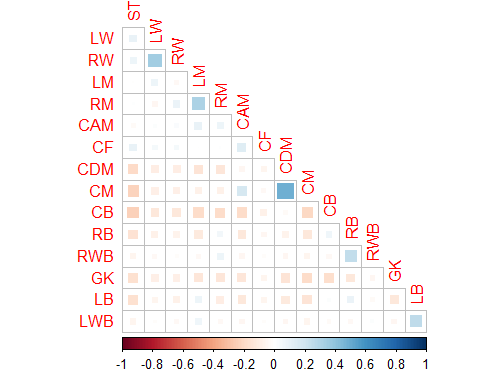 ST
LW
LW
RW
RW
LM
LM
RM
RM
CAM
CAM
CF
CF
CDM
CDM
CM
CM
CB
CB
RB
RB
RWB
RWB
GK
GK
LB
LB
LWB
-1 -0.8 -0.6 -0.4 -0.2 0 0.2 0.4 0.6 0.8 1